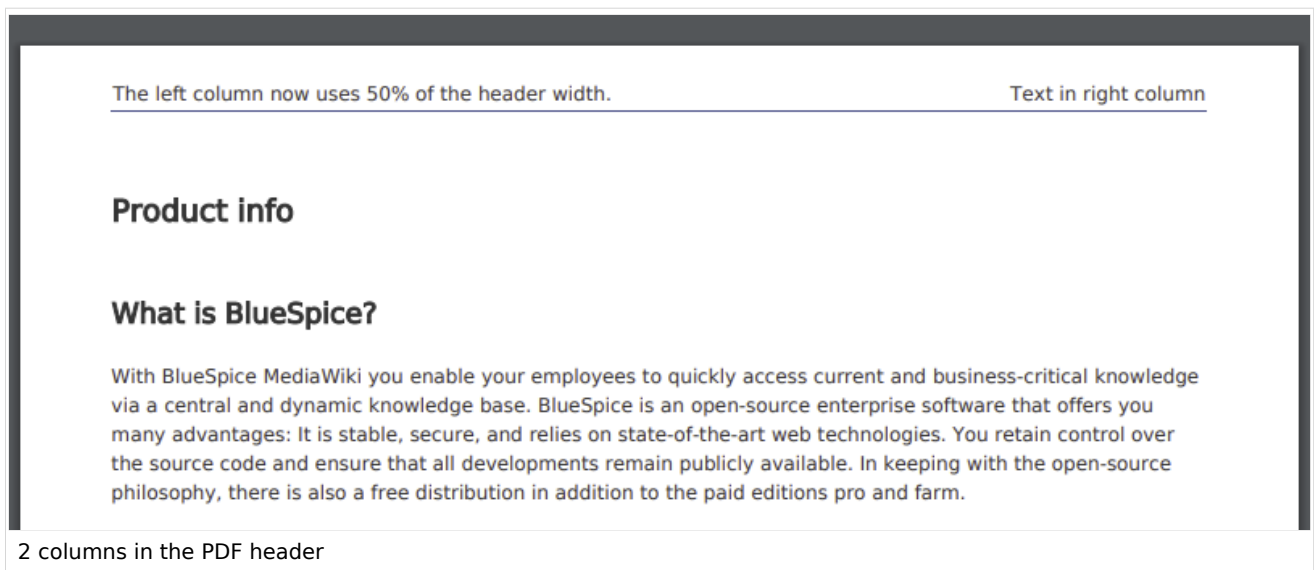 The left column now uses 50% of the header width. Text in right column
Product info
What is BlueSpice?
With BlueSpice MediaWiki you enable your employees to quickly access current and business-critical knowledge
via a central and dynamic knowledge base. BlueSpice is an open-source enterprise software that offers you
many advantages: It is stable, secure, and relies on state-of-the-art web technologies. You retain control over
the source code and ensure that all developments remain publicly available. In keeping with the open-source
philosophy, there is also a free distribution in addition to the paid editions pro and farm.
2 columns in the PDF header